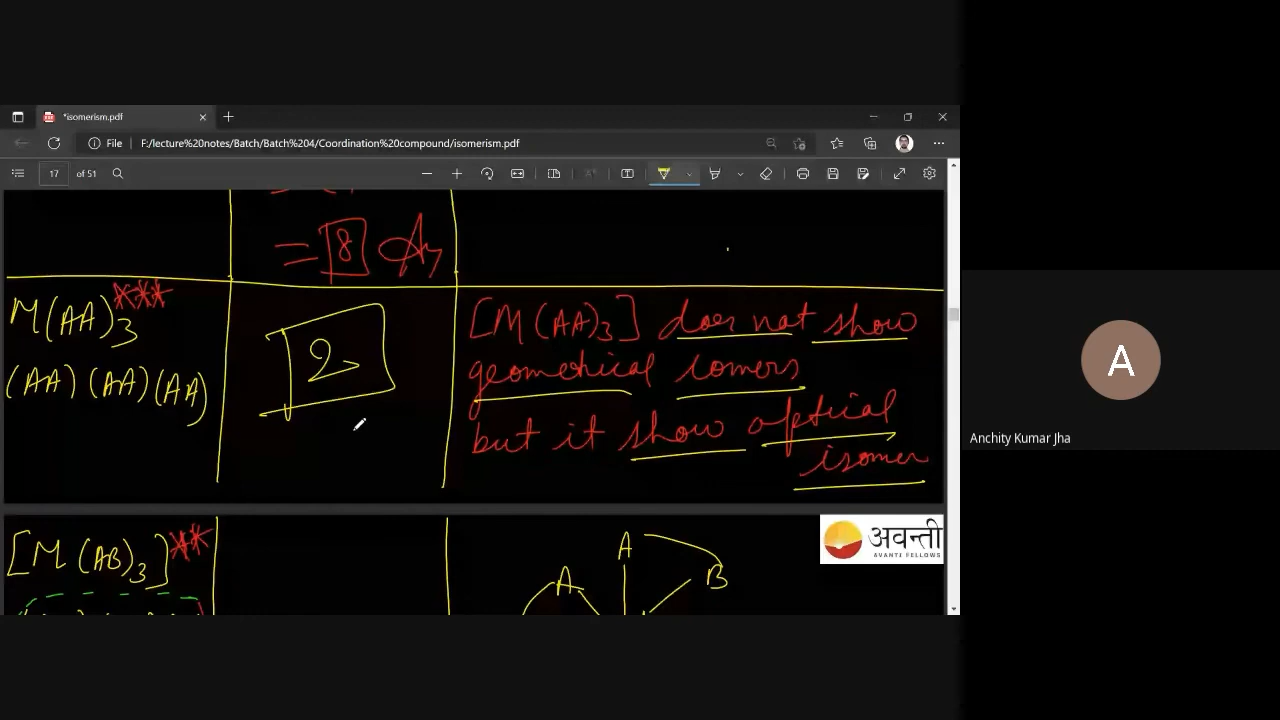 *isomerism.pdf
File F:/lecture%20notes/Batch/Batch%204/Coordination%20compound/isomerism.pdf
17 of 51
= 8
M(AA)3 ***
(AA) (AA) (AA)
2
[M(AA)3] does not show
geometrical isomers
but it show optical
isomer
A
Anchity Kumar Jha
अवन्ती
AVANTI FELLOWS
[M(AB)3] **
A
A
B